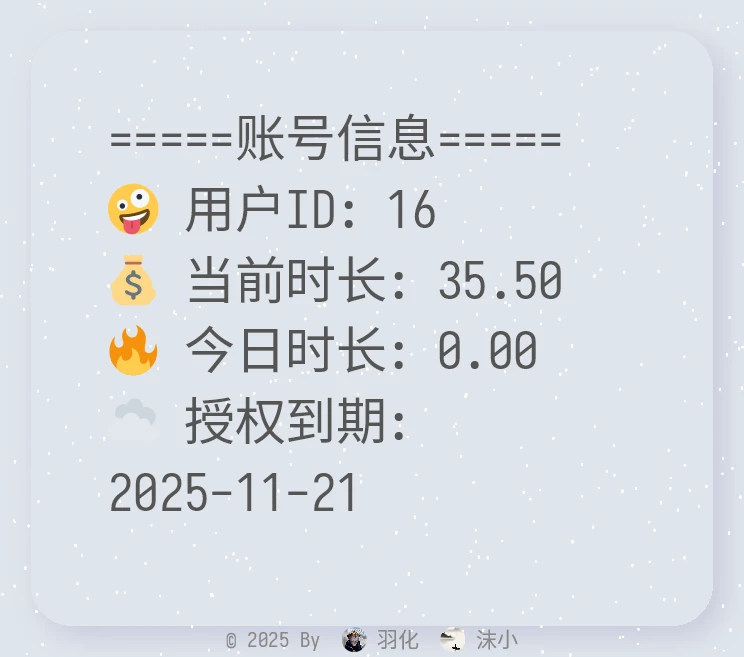 =====账号信息=====
🤪 用户ID: 16
💰 当前时长: 35.50
🔥 今日时长: 0.00
☁️ 授权到期:
2025-11-21
© 2025 By 羽化 沫小